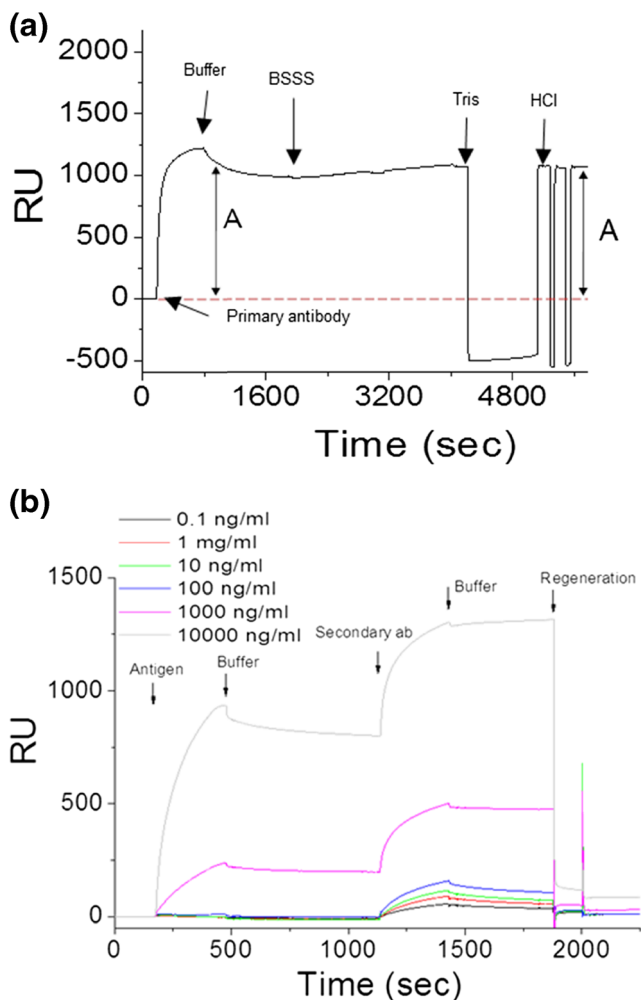 (a)
2000
1500
1000
500
0
-500
RU
Buffer
BSSS
Tris
HCl
A
A
Primary antibody
0
1600
3200
4800
Time (sec)
(b)
0.1 ng/ml
1 mg/ml
10 ng/ml
100 ng/ml
1000 ng/ml
10000 ng/ml
1500
1000
500
0
RU
Antigen
Buffer
Secondary ab
Buffer
Regeneration
0
500
1000
1500
2000
Time (sec)